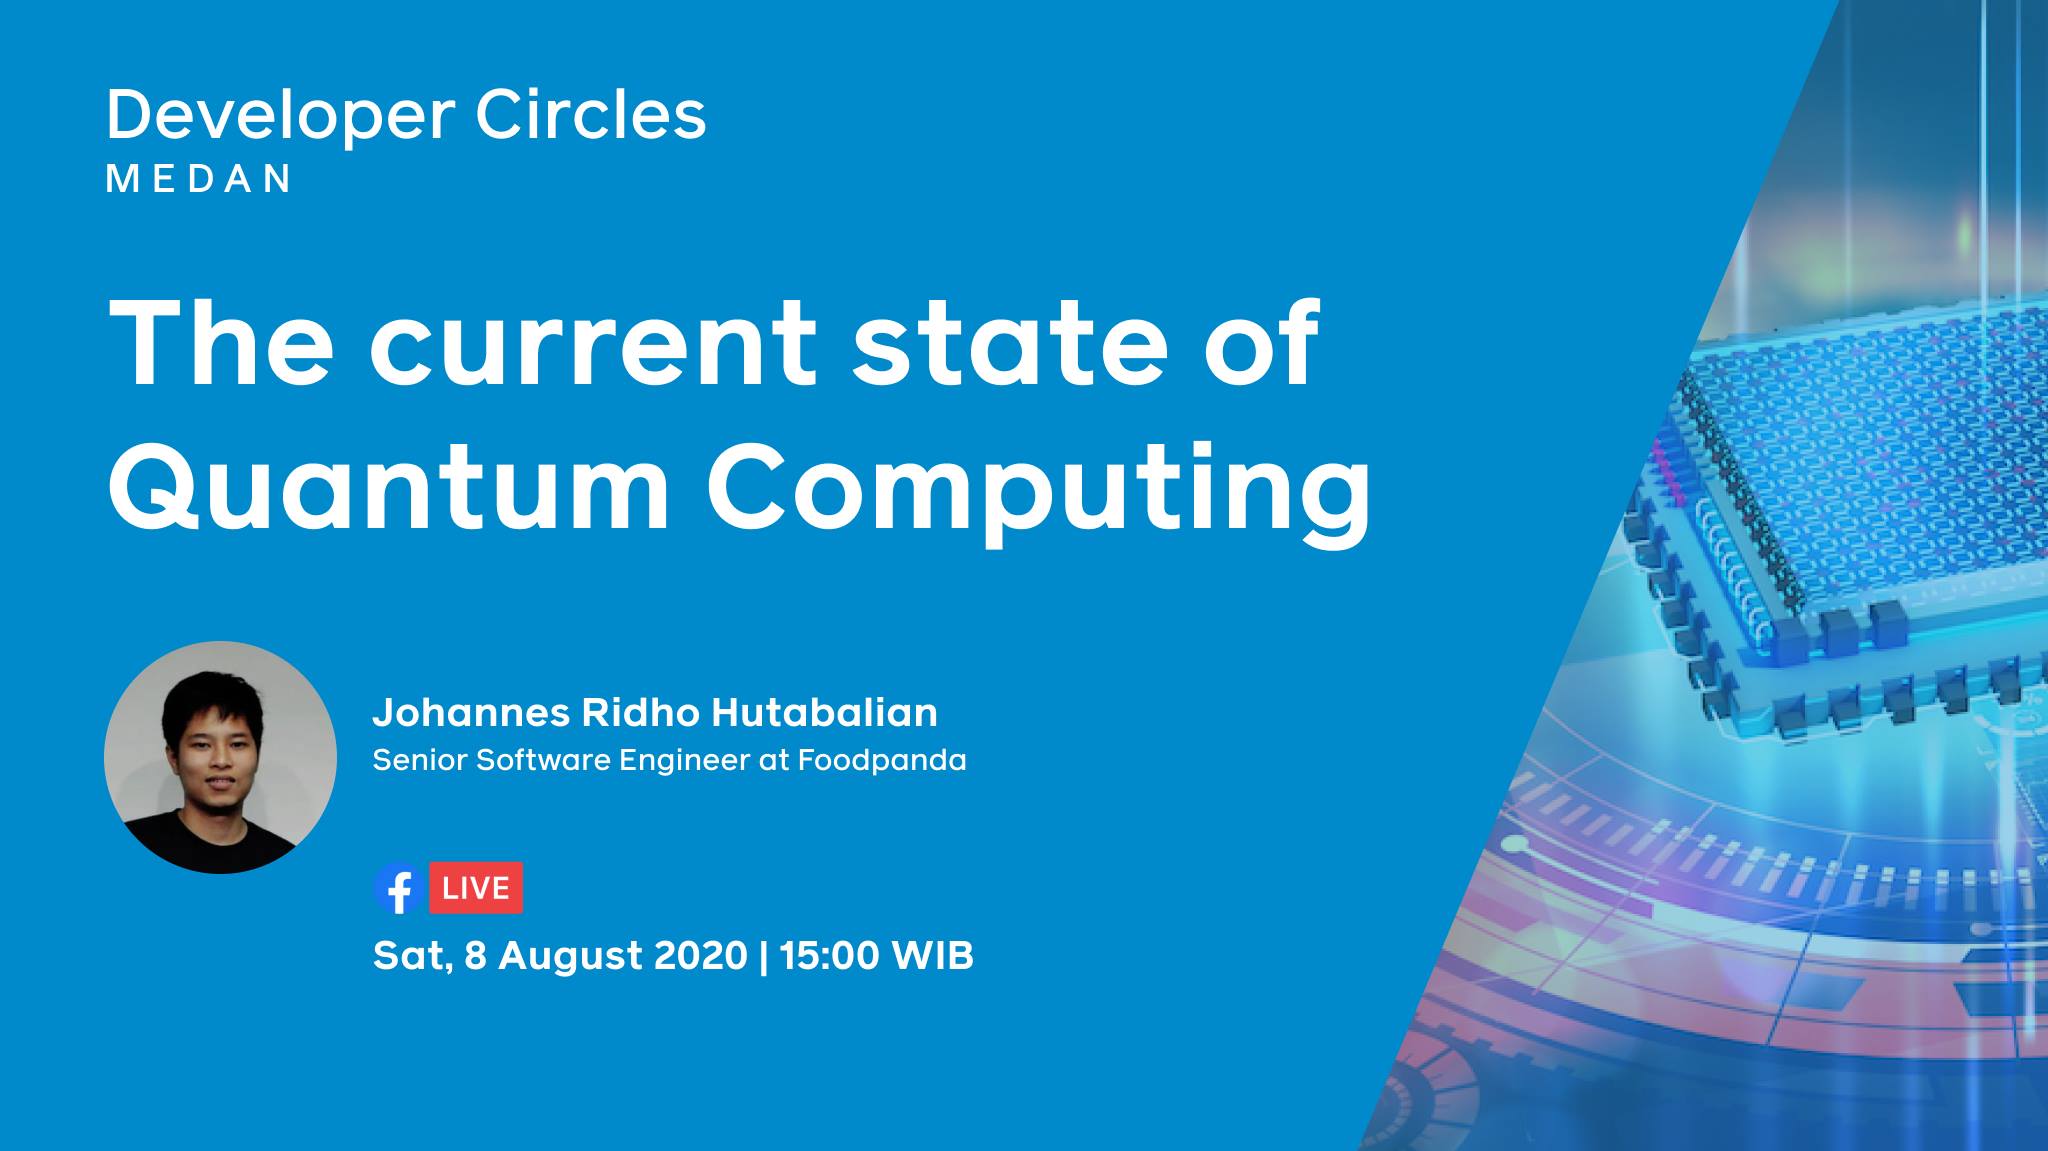 Developer Circles
MEDAN
The current state of
Quantum Computing
Johannes Ridho Hutabalian
Senior Software Engineer at Foodpanda
LIVE
Sat, 8 August 2020 | 15:00 WIB